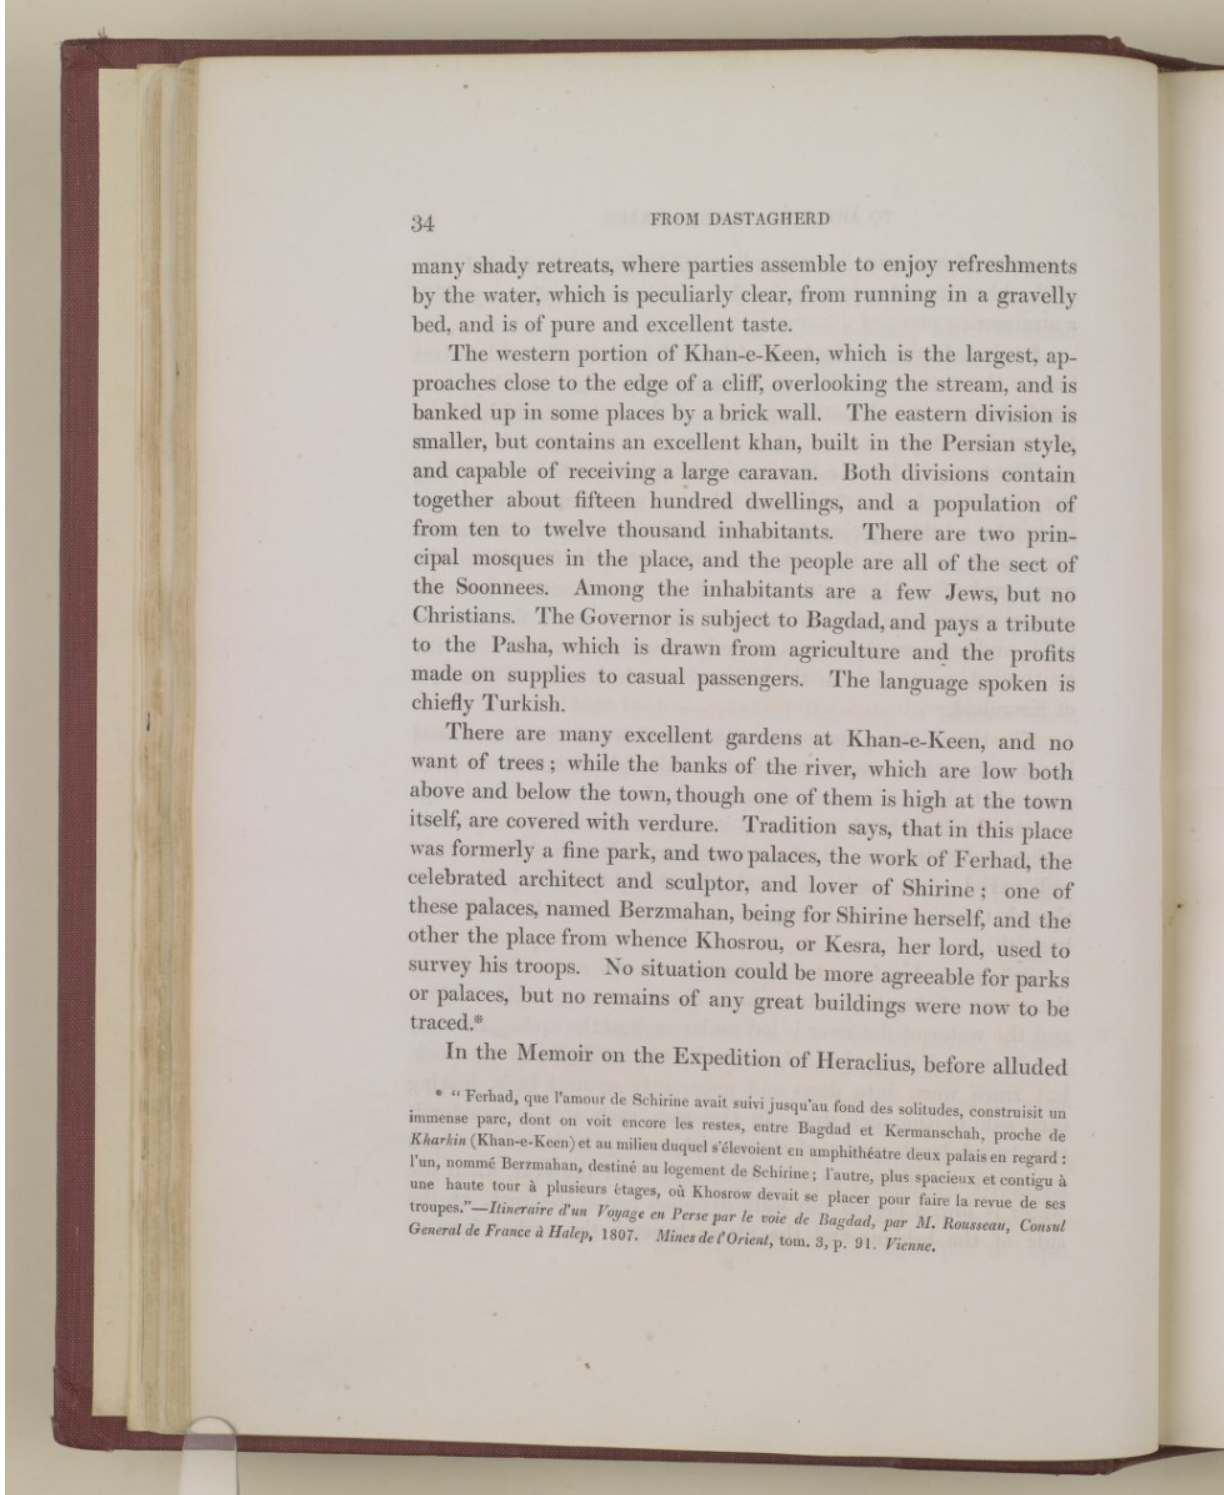 34
FROM DASTAGHERD
many shady retreats, where parties assemble to enjoy refreshments
by the water, which is peculiarly clear, from running in a gravelly
bed, and is of pure and excellent taste.
The western portion of Khan-e-Keen, which is the largest, ap-
proaches close to the edge of a cliff, overlooking the stream, and is
banked up in some places by a brick wall. The eastern division is
smaller, but contains an excellent khan, built in the Persian style,
and capable of receiving a large caravan. Both divisions contain
together about fifteen hundred dwellings, and a population of
from ten to twelve thousand inhabitants. There are two prin-
cipal mosques in the place, and the people are all of the sect of
the Soonnees. Among the inhabitants are a few Jews, but no
Christians. The Governor is subject to Bagdad, and pays a tribute
to the Pasha, which is drawn from agriculture and the profits
made on supplies to casual passengers. The language spoken is
chiefly Turkish.
There are many excellent gardens at Khan-e-Keen, and no
want of trees; while the banks of the river, which are low both
above and below the town, though one of them is high at the town
itself, are covered with verdure. Tradition says, that in this place
was formerly a fine park, and two palaces, the work of Ferhad, the
celebrated architect and sculptor, and lover of Shirine; one of
these palaces, named Berzmahan, being for Shirine herself, and the
other the place from whence Khosrou, or Kesra, her lord, used to
survey his troops. No situation could be more agreeable for parks
or palaces, but no remains of any great buildings were now to be
traced.*
In the Memoir on the Expedition of Heraclius, before alluded
* “ Ferhad, que l'amour de Schirine avait suivi jusqu'au fond des solitudes, construisit un
immense parc, dont on voit encore les restes, entre Bagdad et Kermanschah, proche de
Kharkin (Khan-e-Keen) et au milieu duquel s'élevoient en amphithéatre deux palais en regard :
l'un, nommé Berzmahan, destiné au logement de Schirine; l'autre, plus spacieux et contigu à
une haute tour à plusieurs étages, où Khosrow devait se placer pour faire la revue de ses
troupes.”—Itineraire d'un Voyage en Perse par le voie de Bagdad, par M. Rousseau, Consul
General de France à Halep, 1807. Mines de l'Orient, tom. 3, p. 91. Vienne.